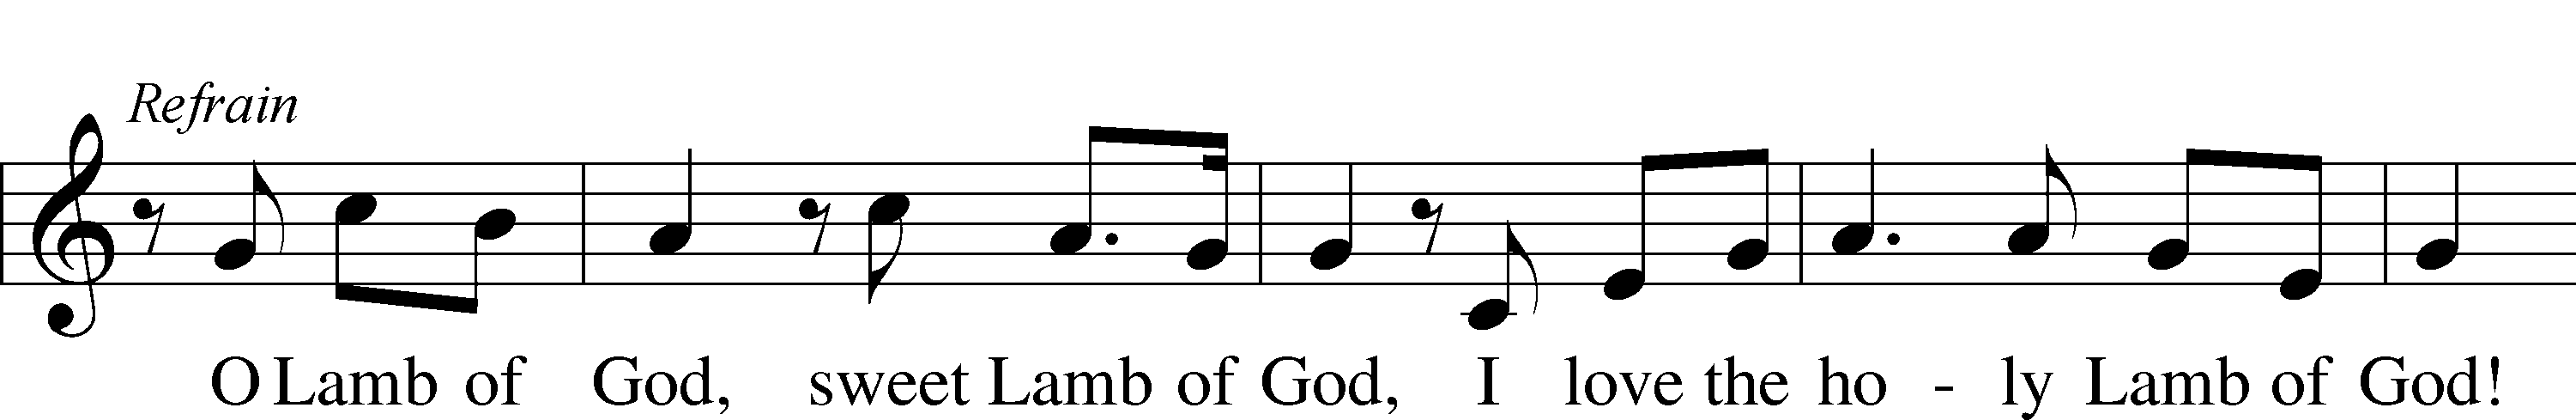 Refrain
O Lamb of God, sweet Lamb of God, I love the ho - ly Lamb of God!